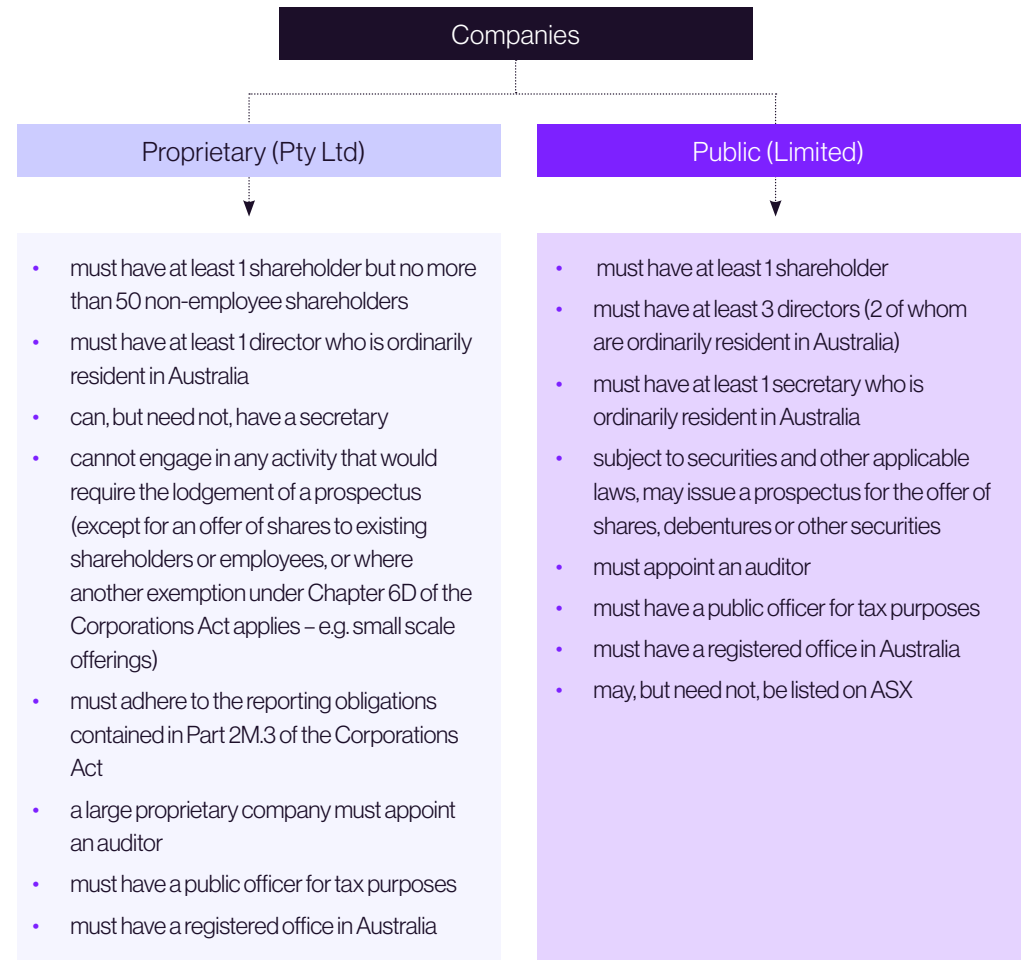 Companies
Proprietary (Pty Ltd)
• must have at least 1 shareholder but no more
than 50 non-employee shareholders
• must have at least 1 director who is ordinarily
resident in Australia
• can, but need not, have a secretary
• cannot engage in any activity that would
require the lodgement of a prospectus
(except for an offer of shares to existing
shareholders or employees, or where
another exemption under Chapter 6D of the
Corporations Act applies – e.g. small scale
offerings)
• must adhere to the reporting obligations
contained in Part 2M.3 of the Corporations
Act
• a large proprietary company must appoint
an auditor
• must have a public officer for tax purposes
• must have a registered office in Australia
Public (Limited)
• must have at least 1 shareholder
• must have at least 3 directors (2 of whom
are ordinarily resident in Australia)
• must have at least 1 secretary who is
ordinarily resident in Australia
• subject to securities and other applicable
laws, may issue a prospectus for the offer of
shares, debentures or other securities
• must appoint an auditor
• must have a public officer for tax purposes
• must have a registered office in Australia
• may, but need not, be listed on ASX